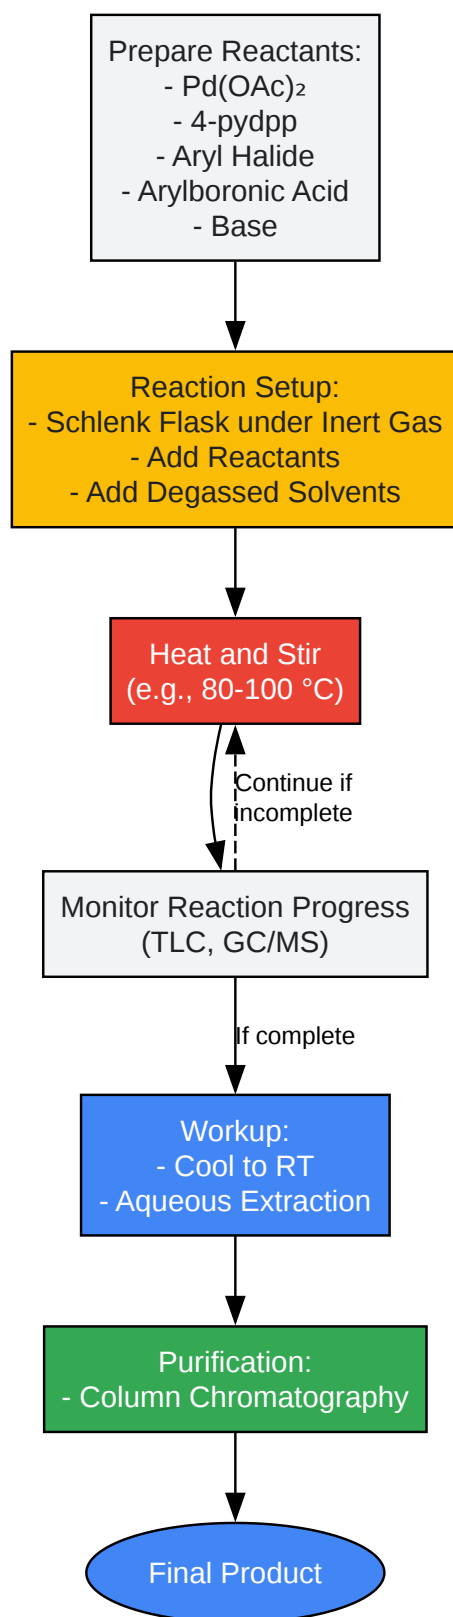 Prepare Reactants:
- Pd(OAc)₂
- 4-pydpp
- Aryl Halide
- Arylboronic Acid
- Base
Reaction Setup:
- Schlenk Flask under Inert Gas
- Add Reactants
- Add Degassed Solvents
Heat and Stir
(e.g., 80-100 °C)
Continue if
incomplete
Monitor Reaction Progress
(TLC, GC/MS)
If complete
Workup:
- Cool to RT
- Aqueous Extraction
Purification:
- Column Chromatography
Final Product